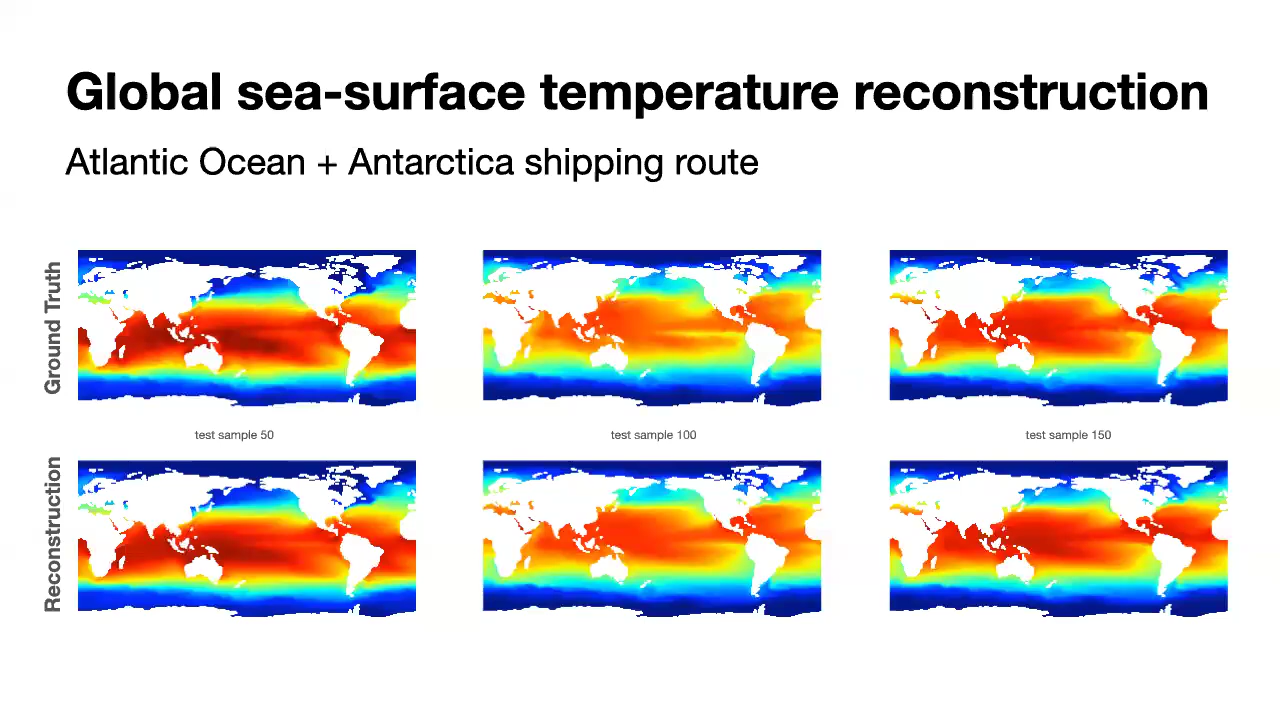 Global sea-surface temperature reconstruction
Atlantic Ocean + Antarctica shipping route
Ground Truth
test sample 50
test sample 100
test sample 150
Reconstruction